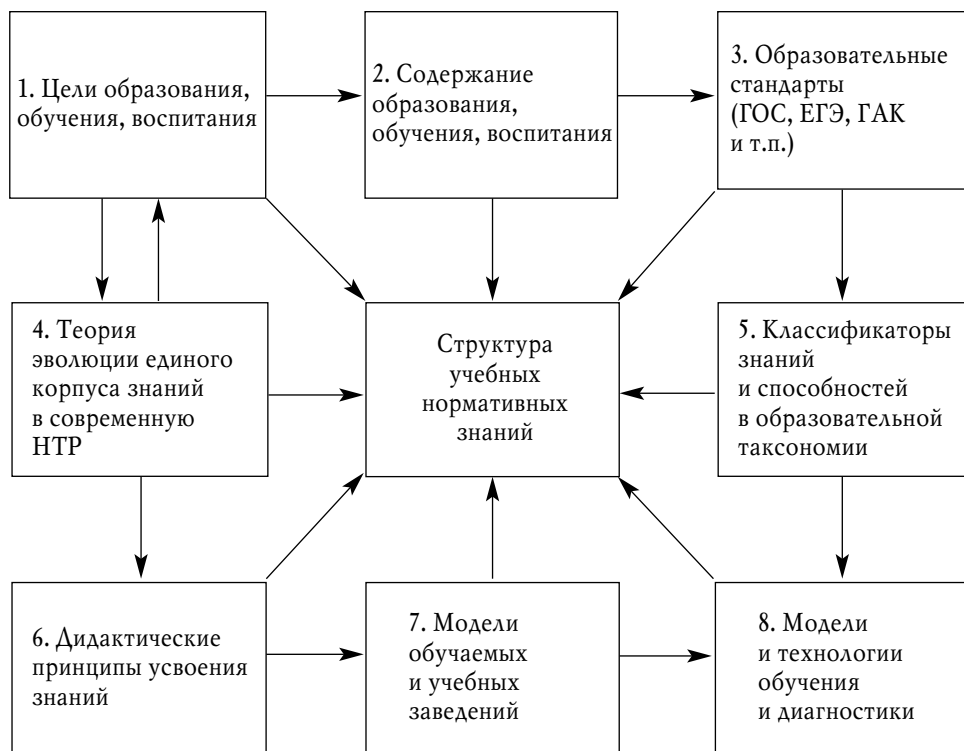 1. Цели образования,
обучения, воспитания
2. Содержание
образования,
обучения, воспитания
3. Образовательные
стандарты
(ГОС, ЕГЭ, ГАК
и т.п.)
4. Теория
эволюции единого
корпуса знаний
в современную
НТР
Структура
учебных
нормативных
знаний
5. Классификаторы
знаний
и способностей
в образовательной
таксономии
6. Дидактические
принципы усвоения
знаний
7. Модели
обучаемых
и учебных
заведений
8. Модели
и технологии
обучения
и диагностики